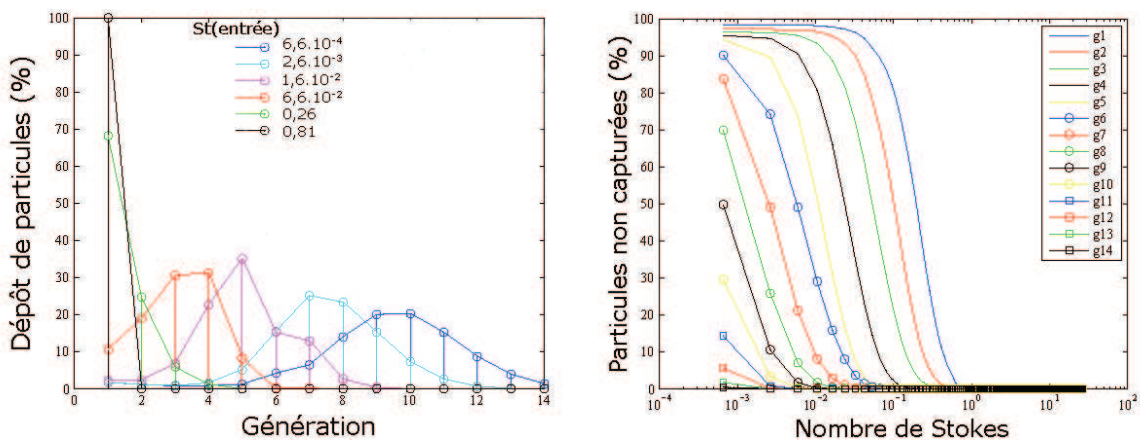 Dépôt de particules (%)
100
90
80
70
60
50
40
30
20
10
0
2
4
6
8
10
12
14
Génération
St(entrée)
6,6.10⁻⁴
2,6.10⁻³
1,6.10⁻²
6,6.10⁻²
0,26
0,81
Particules non capturées (%)
100
90
80
70
60
50
40
30
20
10
0
10⁻⁴
10⁻³
10⁻²
10⁻¹
10⁰
10¹
10²
Nombre de Stokes
g1
g2
g3
g4
g5
g6
g7
g8
g9
g10
g11
g12
g13
g14